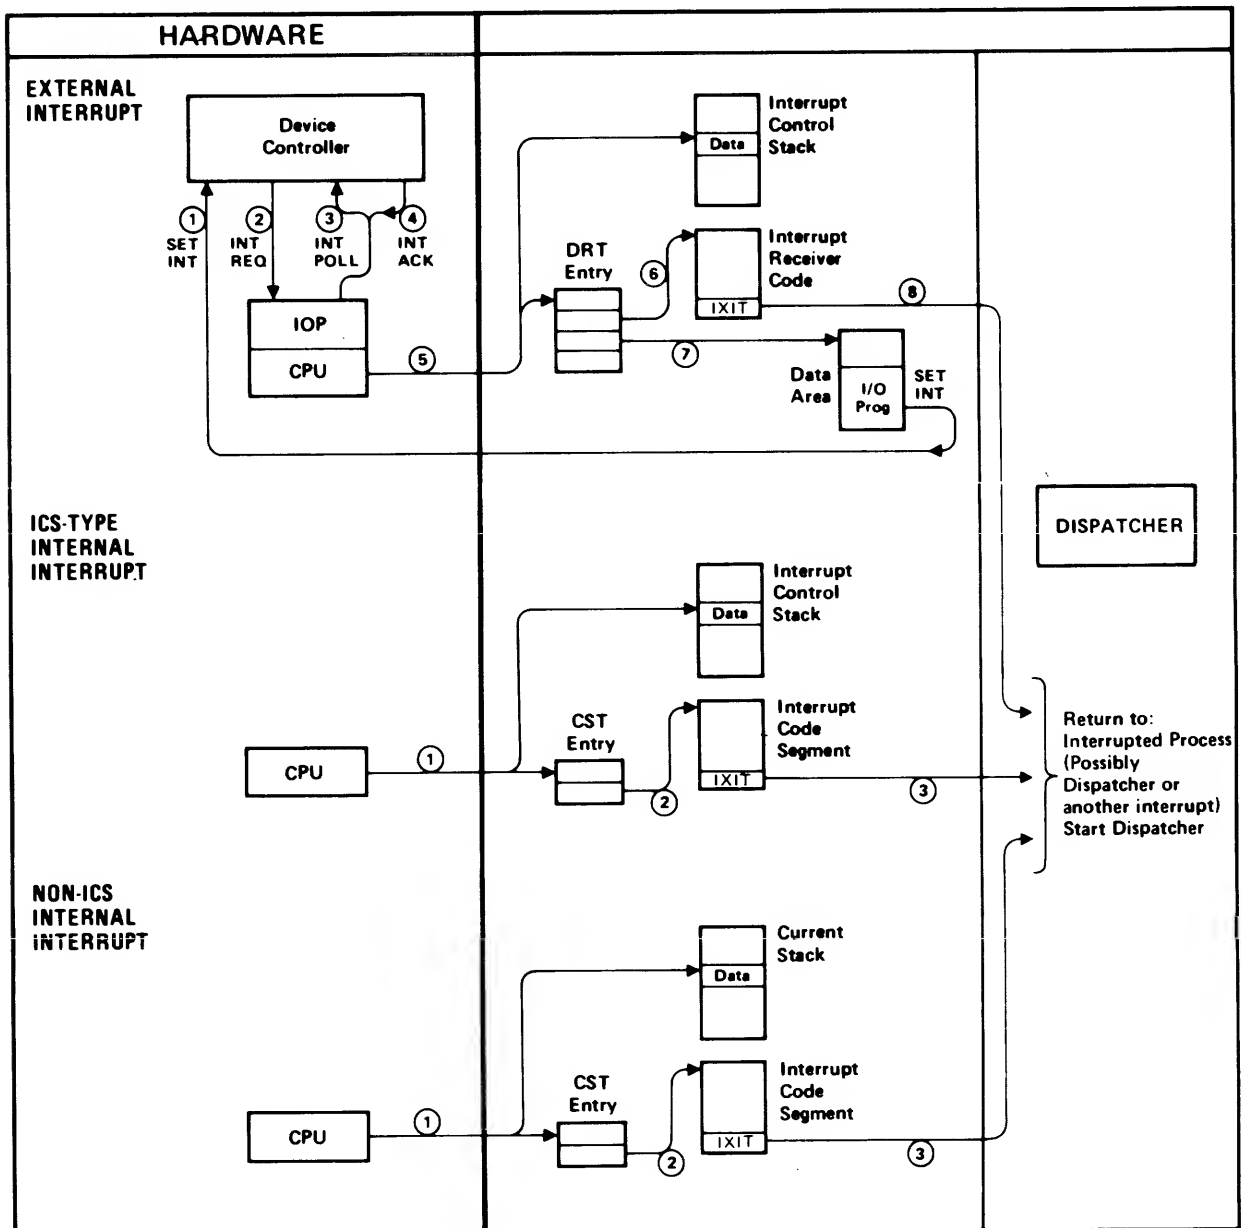 HARDWARE
EXTERNAL
INTERRUPT
Device
Controller
1
SET
INT
2
INT
REQ
3
INT
POLL
4
INT
ACK
IOP
CPU
5
Interrupt
Control
Stack
Data
DRT
Entry
6
Interrupt
Receiver
Code
IXIT
8
7
Data
Area
I/O
Prog
SET
INT
DISPATCHER
ICS-TYPE
INTERNAL
INTERRUPT
Interrupt
Control
Stack
Data
CPU
1
CST
Entry
2
Interrupt
Code
Segment
IXIT
3
Return to:
Interrupted Process
(Possibly
Dispatcher or
another interrupt)
Start Dispatcher
NON-ICS
INTERNAL
INTERRUPT
Current
Stack
Data
CPU
1
CST
Entry
2
Interrupt
Code
Segment
IXIT
3